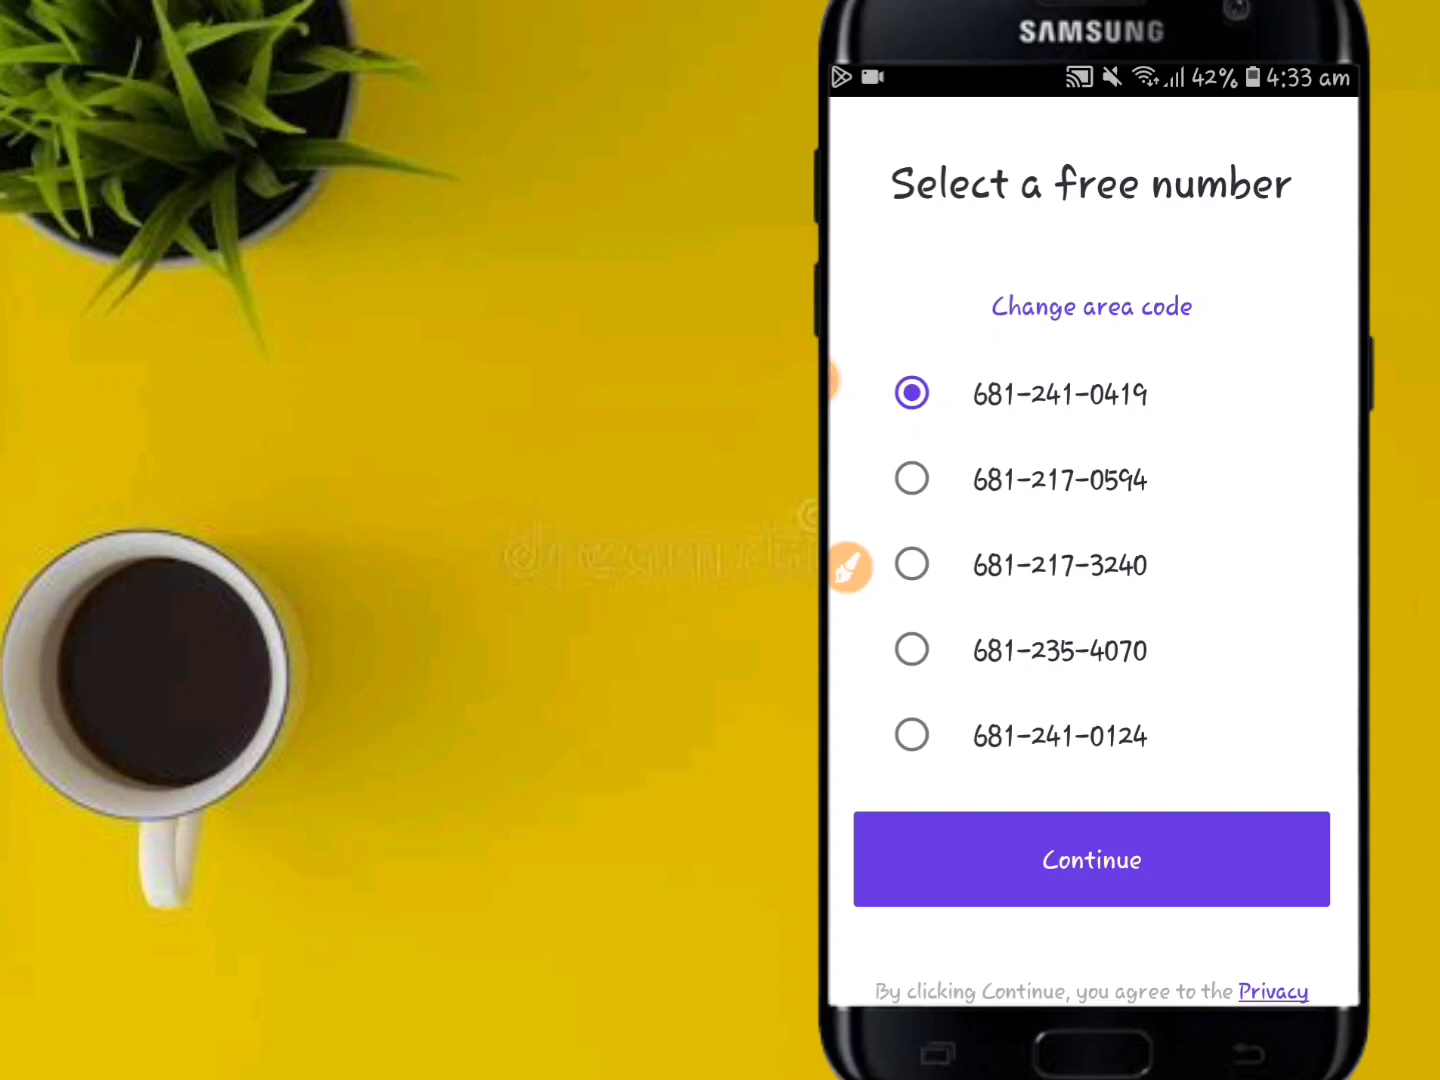 SAMSUNG
42% 4:33 am
Select a free number
Change area code
681-241-0419
681-217-0594
681-217-3240
681-235-4070
681-241-0124
Continue
By clicking Continue, you agree to the Privacy